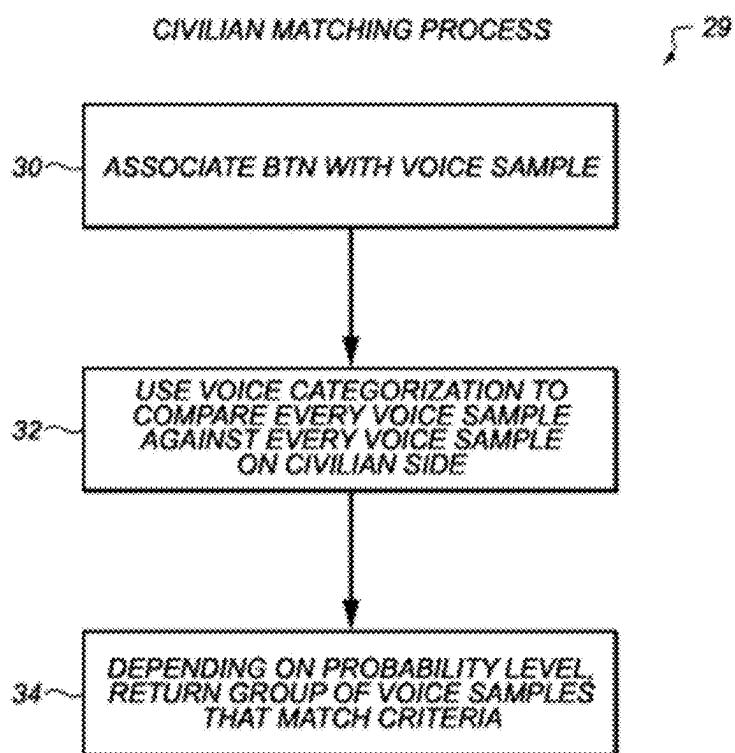 CIVILIAN MATCHING PROCESS
29
30
ASSOCIATE BTN WITH VOICE SAMPLE
32
USE VOICE CATEGORIZATION TO
COMPARE EVERY VOICE SAMPLE
AGAINST EVERY VOICE SAMPLE
ON CIVILIAN SIDE
34
DEPENDING ON PROBABILITY LEVEL,
RETURN GROUP OF VOICE SAMPLES
THAT MATCH CRITERIA